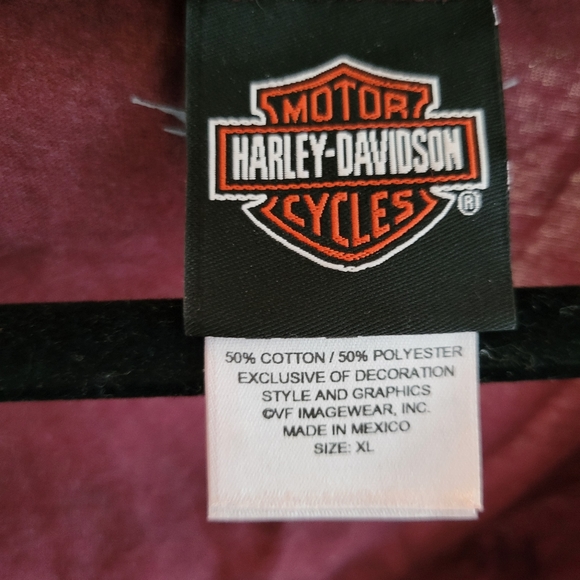 MOTOR
HARLEY-DAVIDSON
CYCLES
®
50% COTTON / 50% POLYESTER
EXCLUSIVE OF DECORATION
STYLE AND GRAPHICS
©VF IMAGEWEAR, INC.
MADE IN MEXICO
SIZE: XL